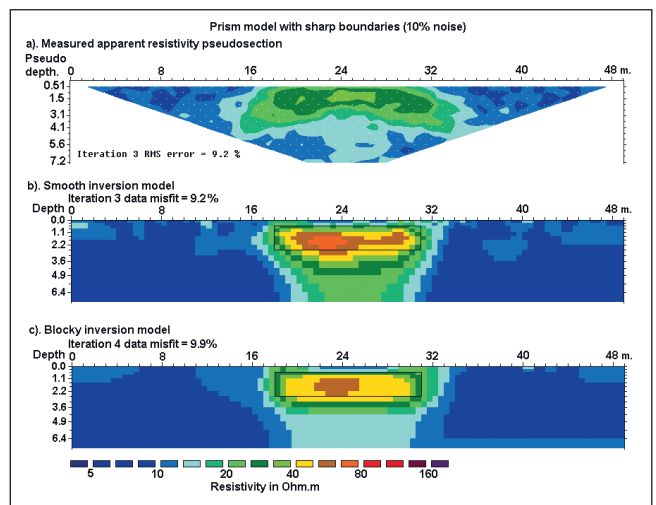 Prism model with sharp boundaries (10% noise)
a). Measured apparent resistivity pseudosection
Pseudo
depth. 0 8 16 24 32 40 48 m.
0.51
1.5
3.1
4.1
5.6
7.2
Iteration 3 RMS error = 9.2 %
b). Smooth inversion model
Iteration 3 data misfit = 9.2%
Depth 0 8 16 24 32 40 48 m.
0.0
1.1
2.2
3.6
4.9
6.4
c). Blocky inversion model
Iteration 4 data misfit = 9.9%
Depth 0 8 16 24 32 40 48 m.
0.0
1.1
2.2
3.6
4.9
6.4
5 10 20 40 80 160
Resistivity in Ohm.m